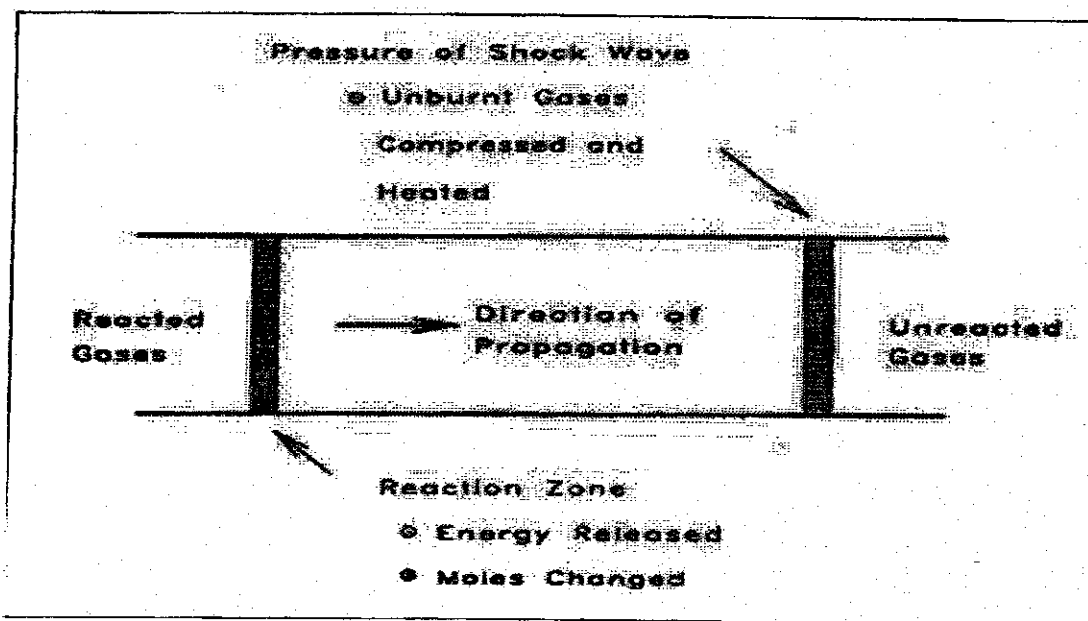 Pressure of Shock Wave
Unburnt Gases
Compressed and
Heated
Reacted
Gases
Direction of
Propagation
Unreacted
Gases
Reaction Zone
Energy Released
Moles Changed